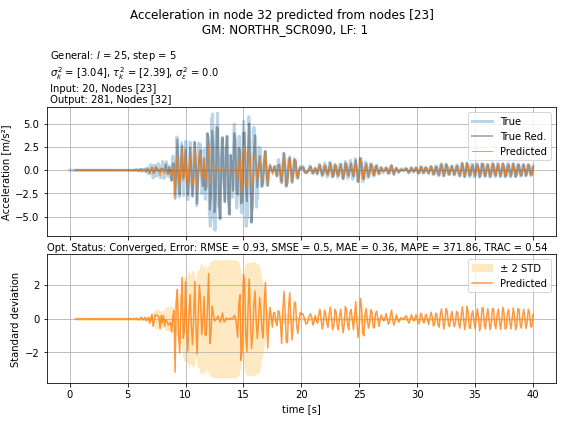 Acceleration in node 32 predicted from nodes [23]
GM: NORTHR_SCR090, LF: 1
General: l = 25, step = 5
σ²ₖ = [3.04], τ²ₖ = [2.39], σ²ε = 0.0
Input: 20, Nodes [23]
Output: 281, Nodes [32]
Acceleration [m/s²]
5.0
2.5
0.0
−2.5
−5.0
True
True Red.
Predicted
Opt. Status: Converged, Error: RMSE = 0.93, SMSE = 0.5, MAE = 0.36, MAPE = 371.86, TRAC = 0.54
Standard deviation
2
0
−2
± 2 STD
Predicted
0 5 10 15 20 25 30 35 40
time [s]